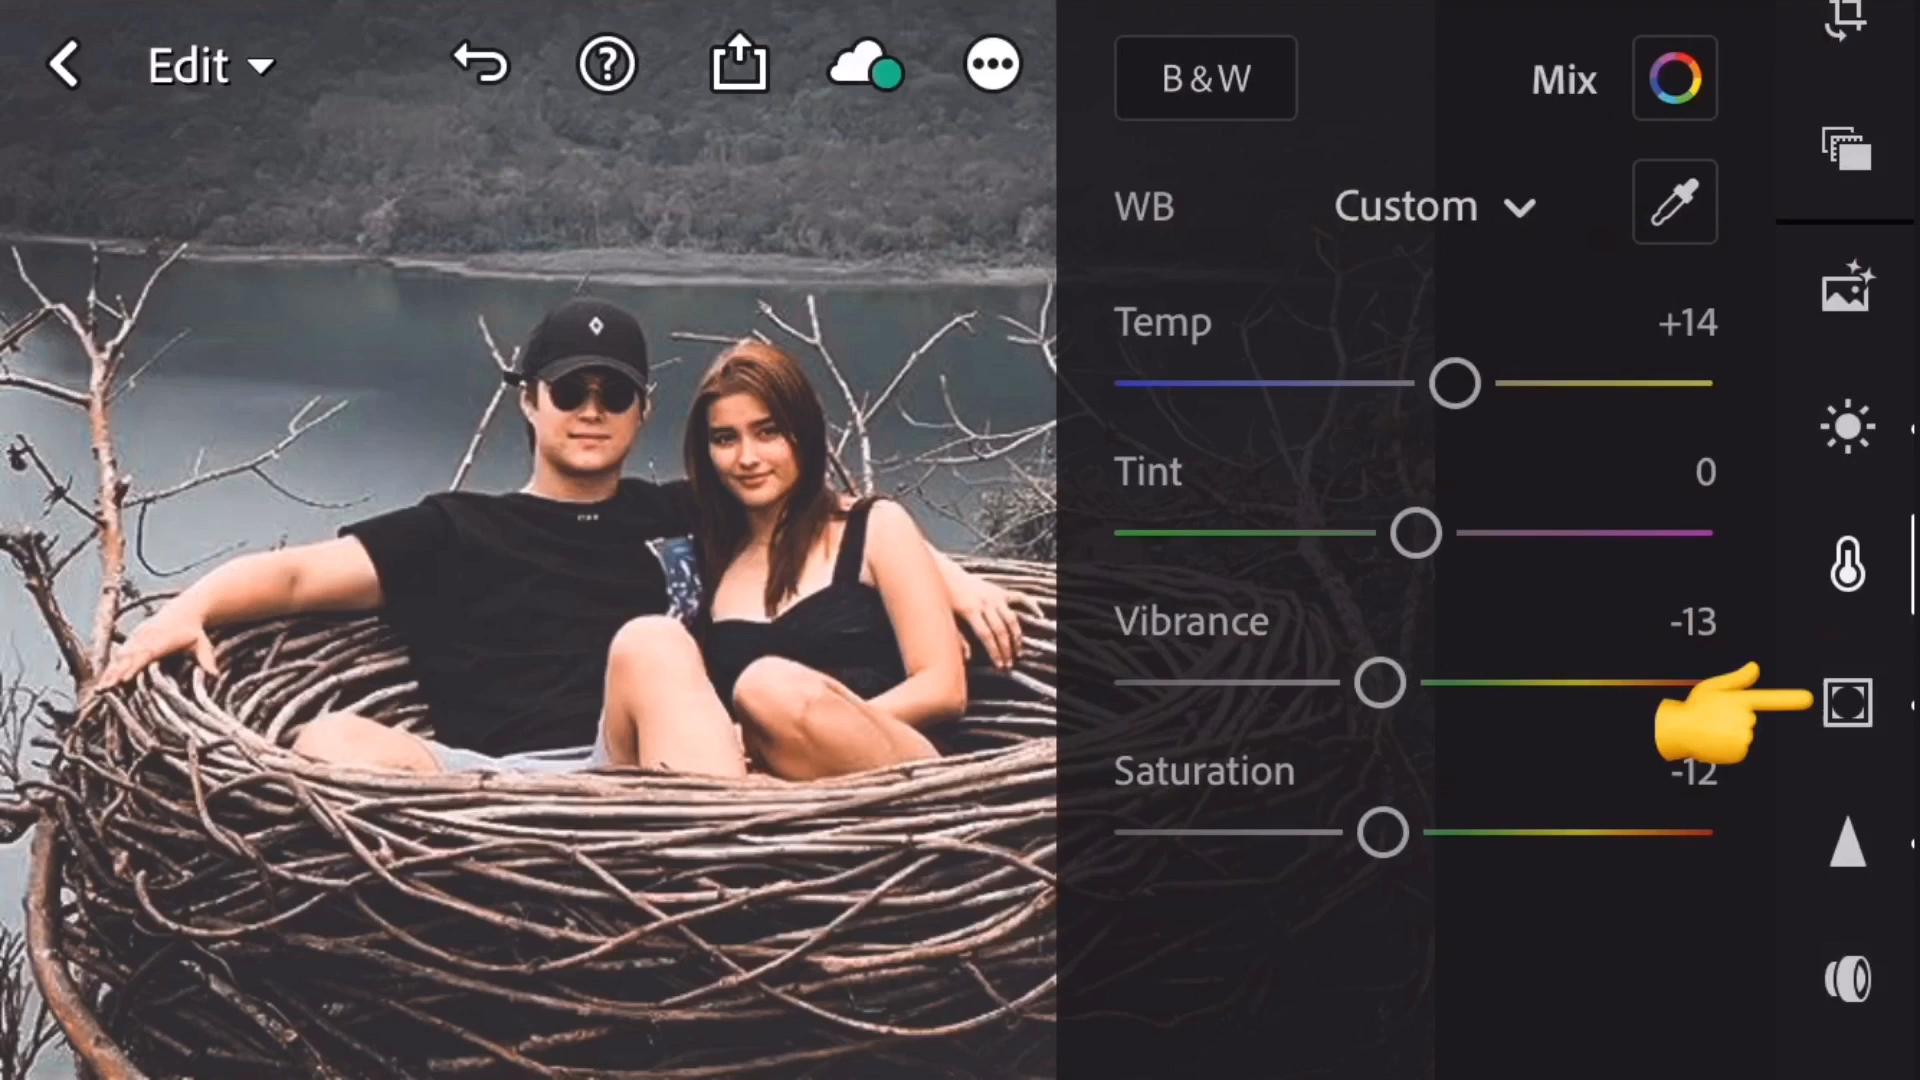 Edit
B&W
Mix
WB
Custom
Temp
+14
Tint
0
Vibrance
-13
Saturation
-12